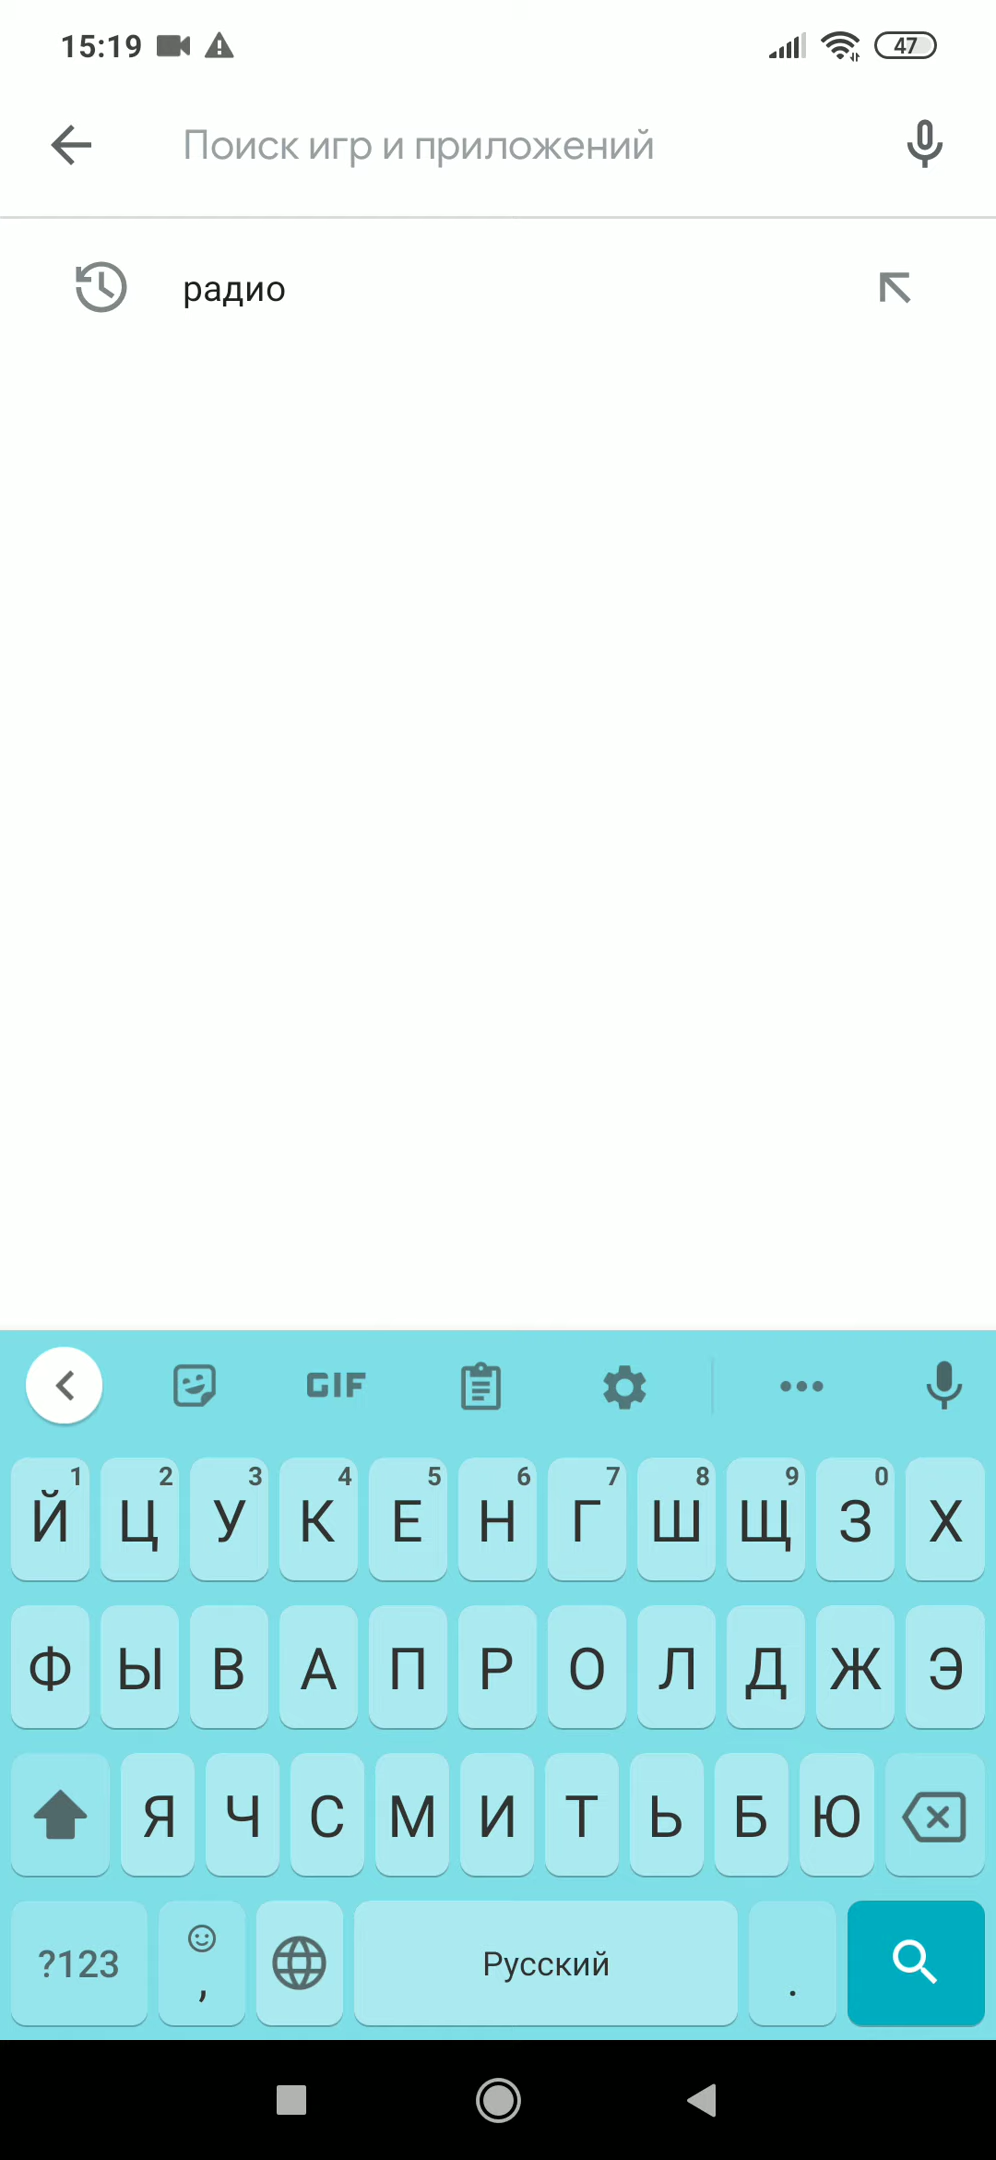 15:19 47
Поиск игр и приложений
радио
GIF
1 2 3 4 5 6 7 8 9 0
Й Ц У К Е Н Г Ш Щ З Х
Ф Ы В А П Р О Л Д Ж Э
Я Ч С М И Т Ь Б Ю
?123 , Русский .